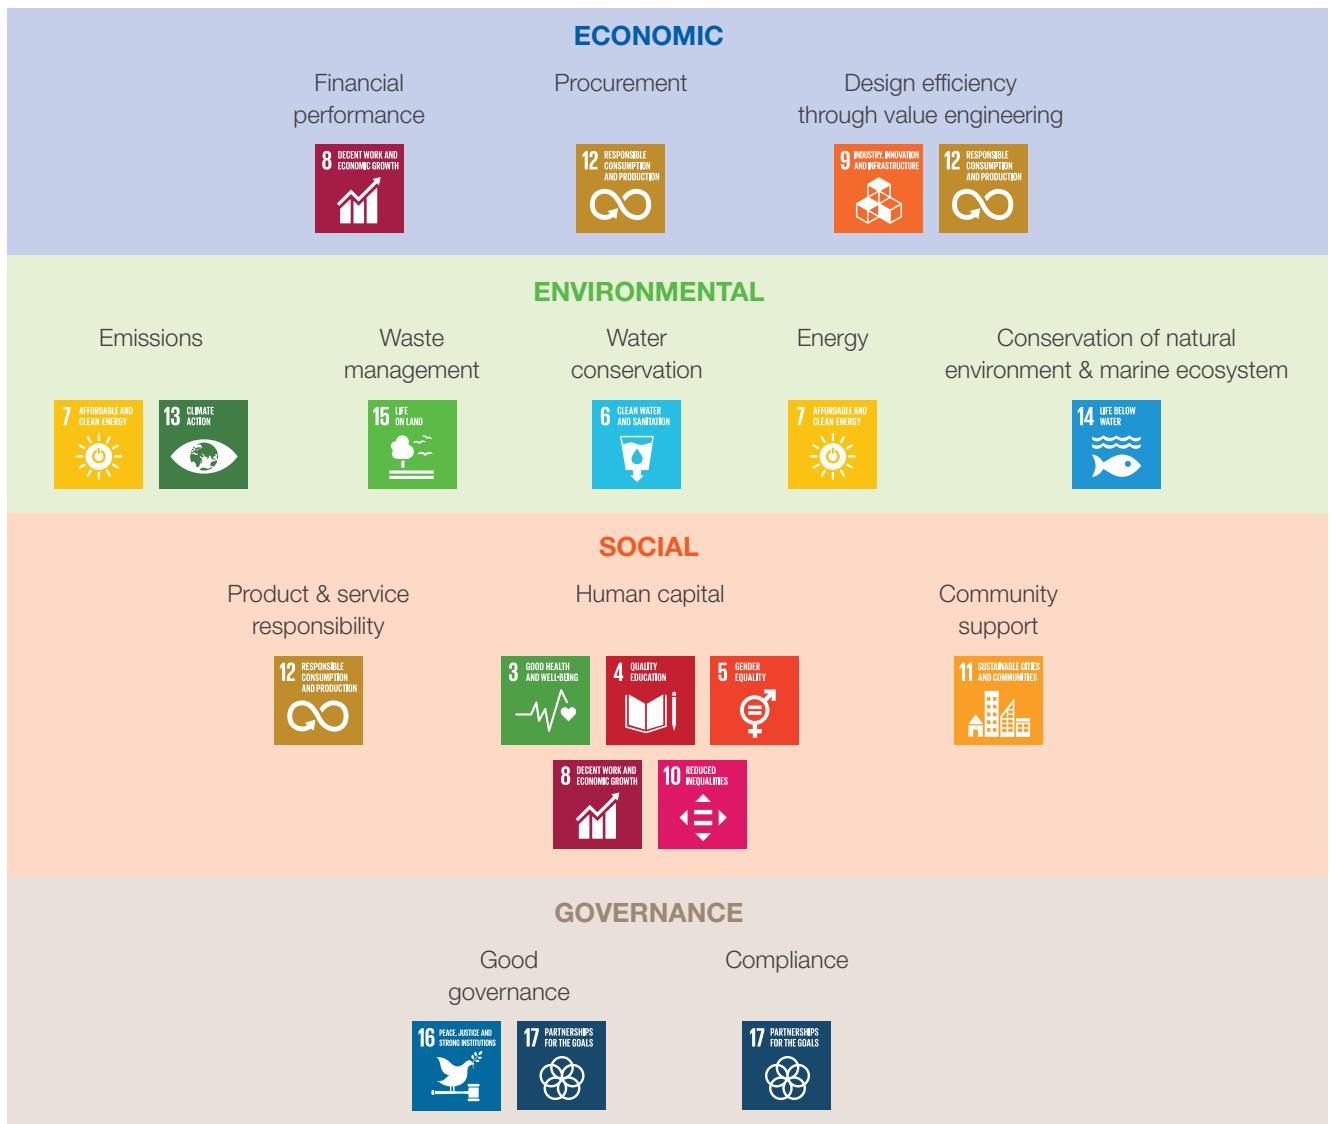 ECONOMIC
Financial
performance
8 DECENT WORK AND
ECONOMIC GROWTH
Procurement
12 RESPONSIBLE
CONSUMPTION
AND PRODUCTION
Design efficiency
through value engineering
9 INDUSTRY, INNOVATION
AND INFRASTRUCTURE
12 RESPONSIBLE
CONSUMPTION
AND PRODUCTION
ENVIRONMENTAL
Emissions
7 AFFORDABLE AND
CLEAN ENERGY
13 CLIMATE
ACTION
Waste
management
15 LIFE
ON LAND
Water
conservation
6 CLEAN WATER
AND SANITATION
Energy
7 AFFORDABLE AND
CLEAN ENERGY
Conservation of natural
environment & marine ecosystem
14 LIFE BELOW
WATER
SOCIAL
Product & service
responsibility
12 RESPONSIBLE
CONSUMPTION
AND PRODUCTION
Human capital
3 GOOD HEALTH
AND WELL-BEING
4 QUALITY
EDUCATION
5 GENDER
EQUALITY
8 DECENT WORK AND
ECONOMIC GROWTH
10 REDUCED
INEQUALITIES
Community
support
11 SUSTAINABLE CITIES
AND COMMUNITIES
GOVERNANCE
Good
governance
16 PEACE, JUSTICE AND
STRONG INSTITUTIONS
17 PARTNERSHIPS
FOR THE GOALS
Compliance
17 PARTNERSHIPS
FOR THE GOALS